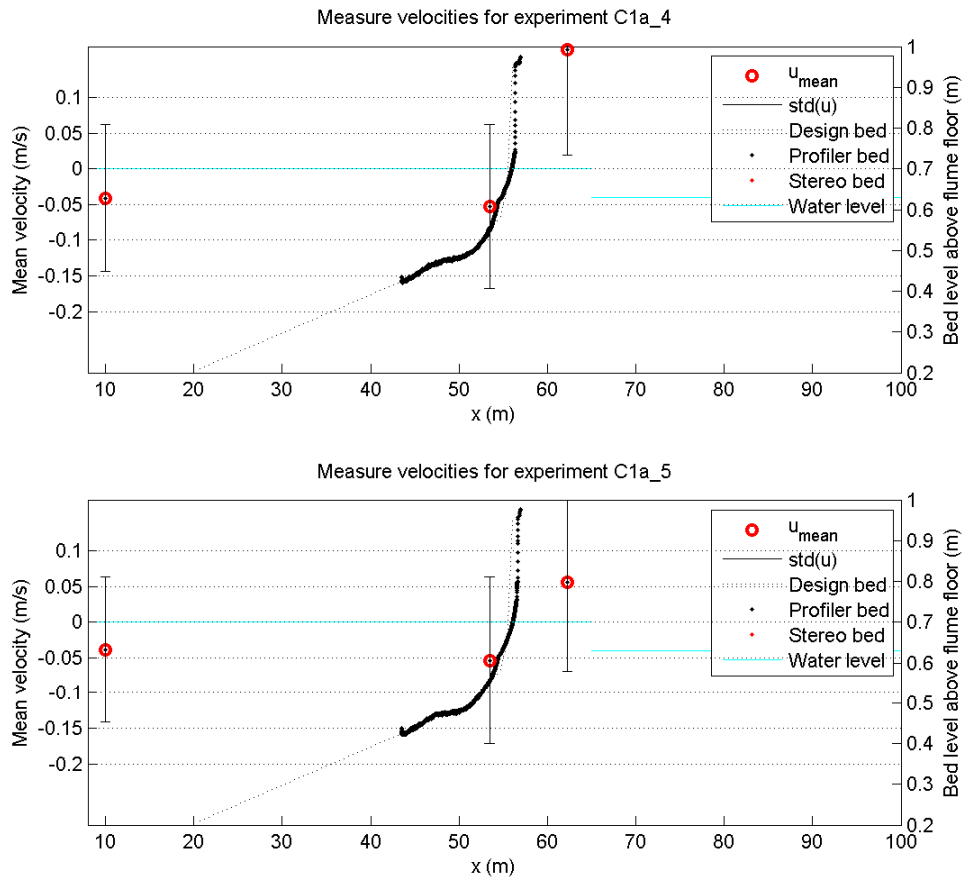 Measure velocities for experiment C1a_4
Mean velocity (m/s)
0.1
0.05
0
-0.05
-0.1
-0.15
-0.2
u_mean
std(u)
Design bed
Profiler bed
Stereo bed
Water level
1
0.9
0.8
0.7
0.6
0.5
0.4
0.3
0.2
Bed level above flume floor (m)
10 20 30 40 50 60 70 80 90 100
x (m)
Measure velocities for experiment C1a_5
Mean velocity (m/s)
0.1
0.05
0
-0.05
-0.1
-0.15
-0.2
u_mean
std(u)
Design bed
Profiler bed
Stereo bed
Water level
1
0.9
0.8
0.7
0.6
0.5
0.4
0.3
0.2
Bed level above flume floor (m)
10 20 30 40 50 60 70 80 90 100
x (m)